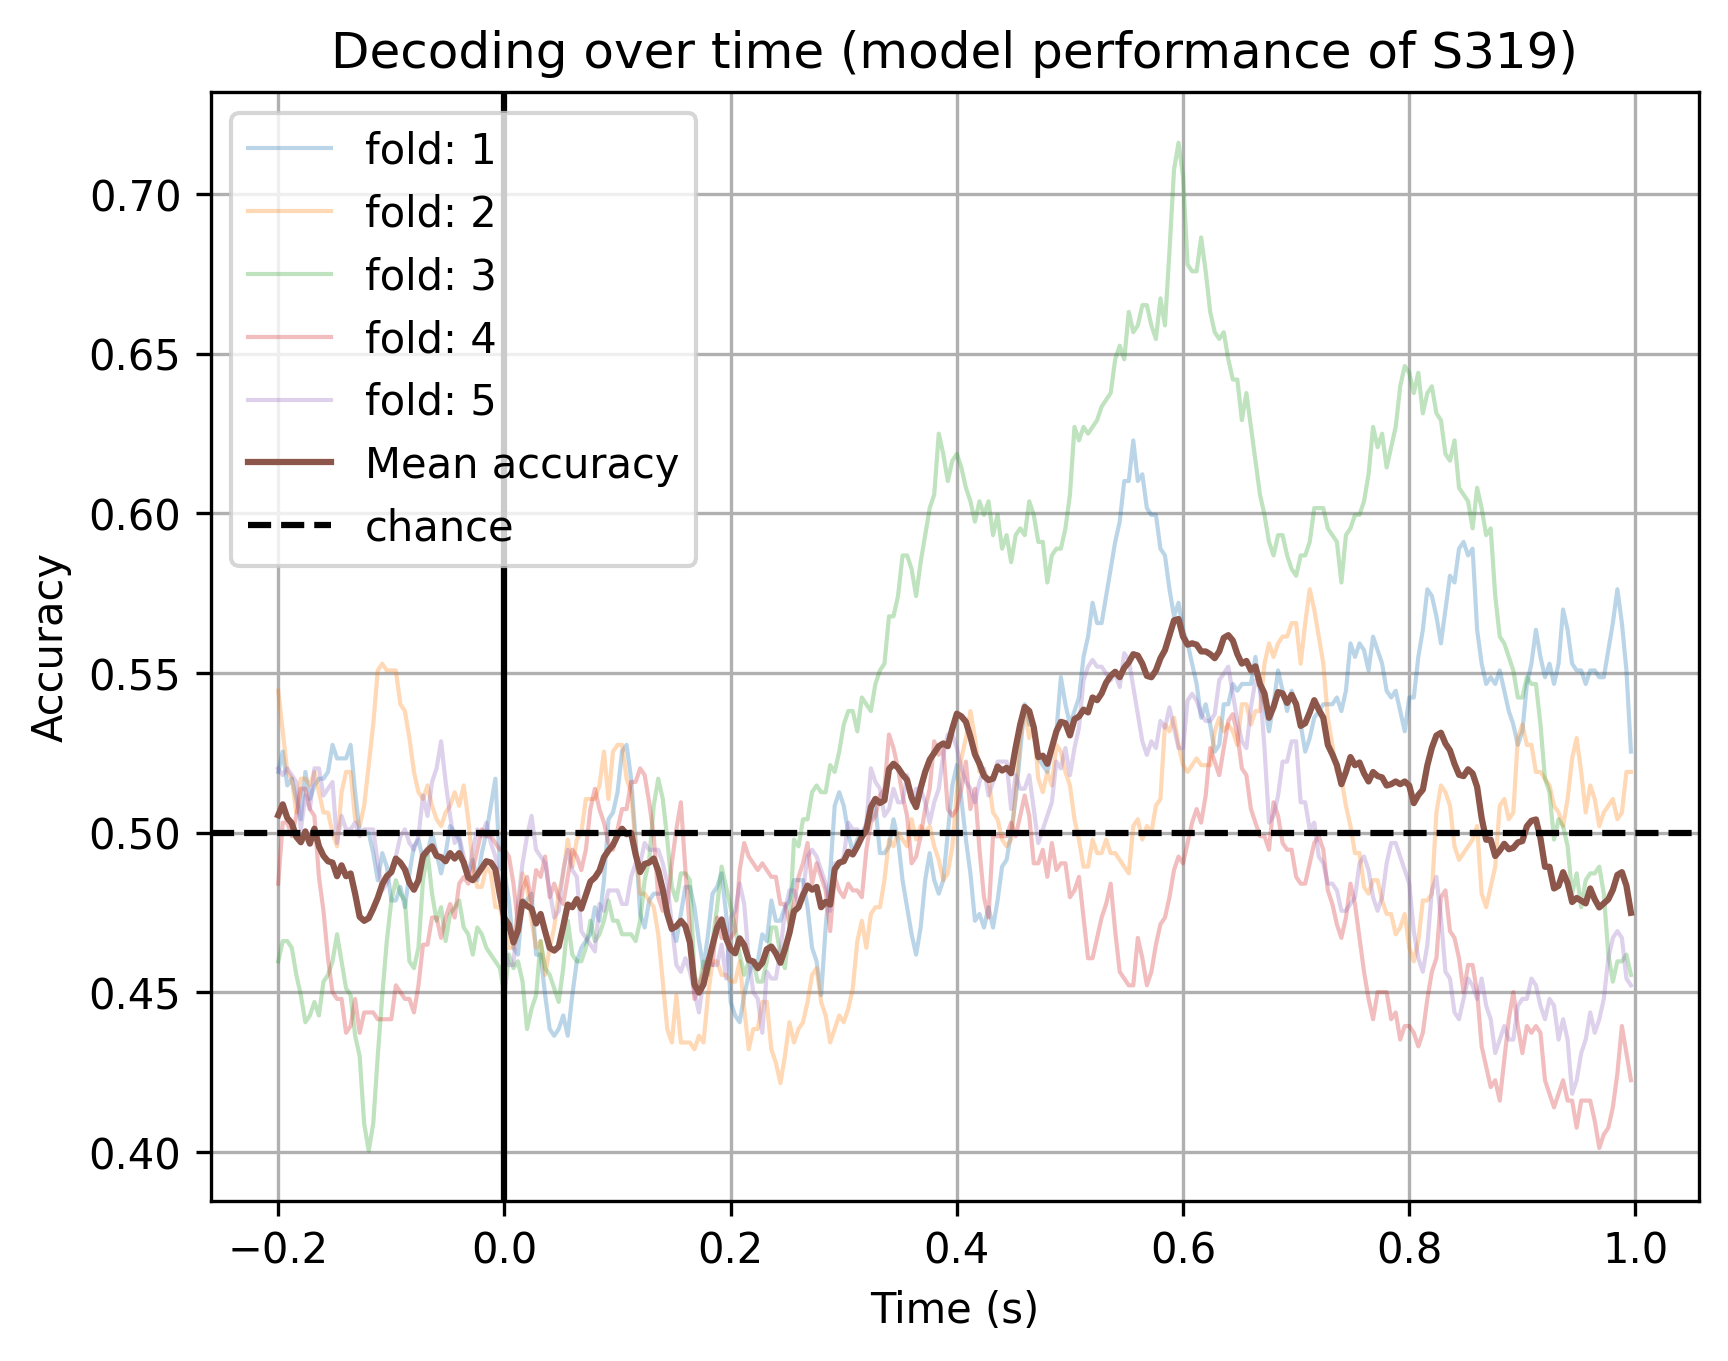 Decoding over time (model performance of S319)
fold: 1
fold: 2
fold: 3
fold: 4
fold: 5
Mean accuracy
chance
0.70
0.65
0.60
0.55
0.50
0.45
0.40
Accuracy
−0.2 0.0 0.2 0.4 0.6 0.8 1.0
Time (s)